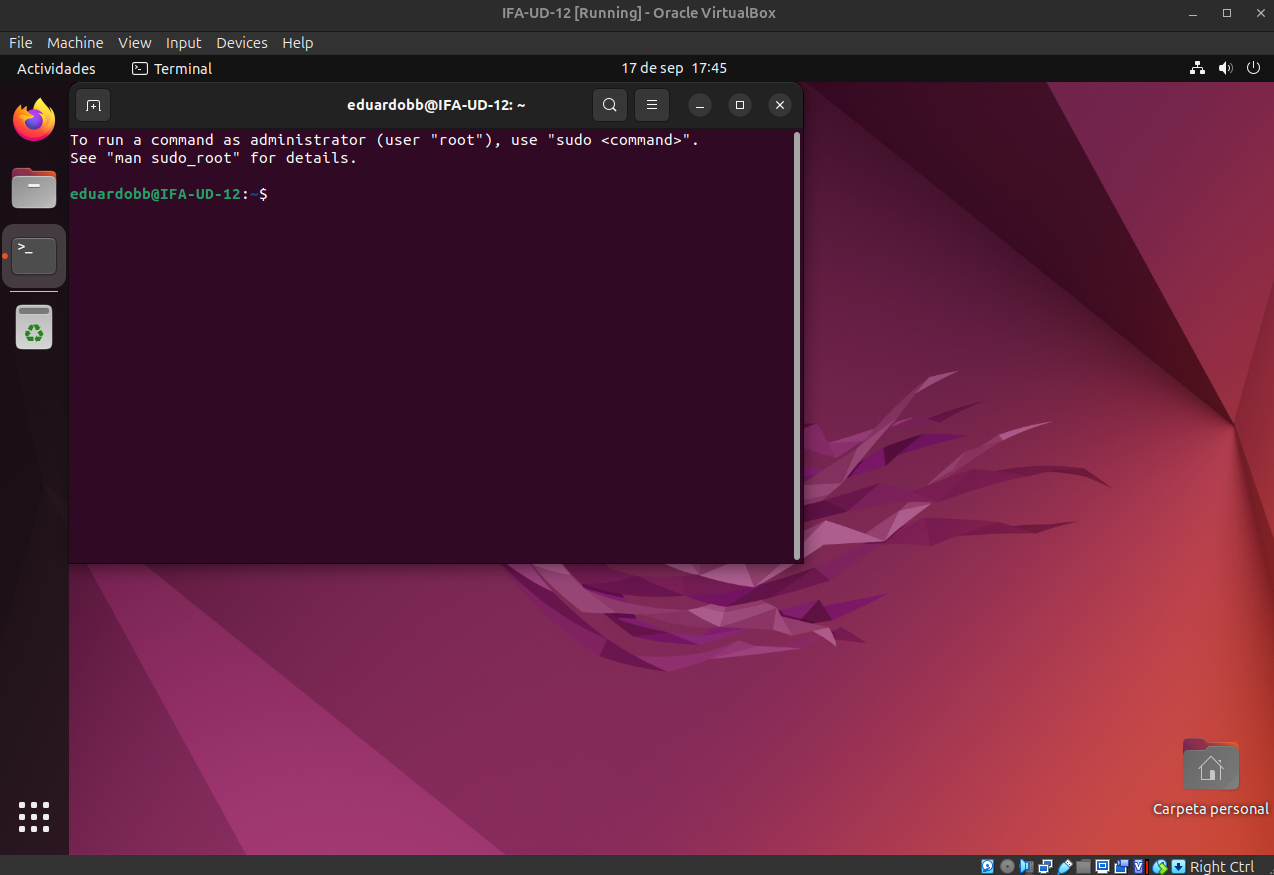 IFA-UD-12 [Running] - Oracle VirtualBox
File Machine View Input Devices Help
Actividades Terminal 17 de sep 17:45
eduardobb@IFA-UD-12: ~
To run a command as administrator (user "root"), use "sudo <command>".
See "man sudo_root" for details.
eduardobb@IFA-UD-12:~$
Carpeta personal
Right Ctrl